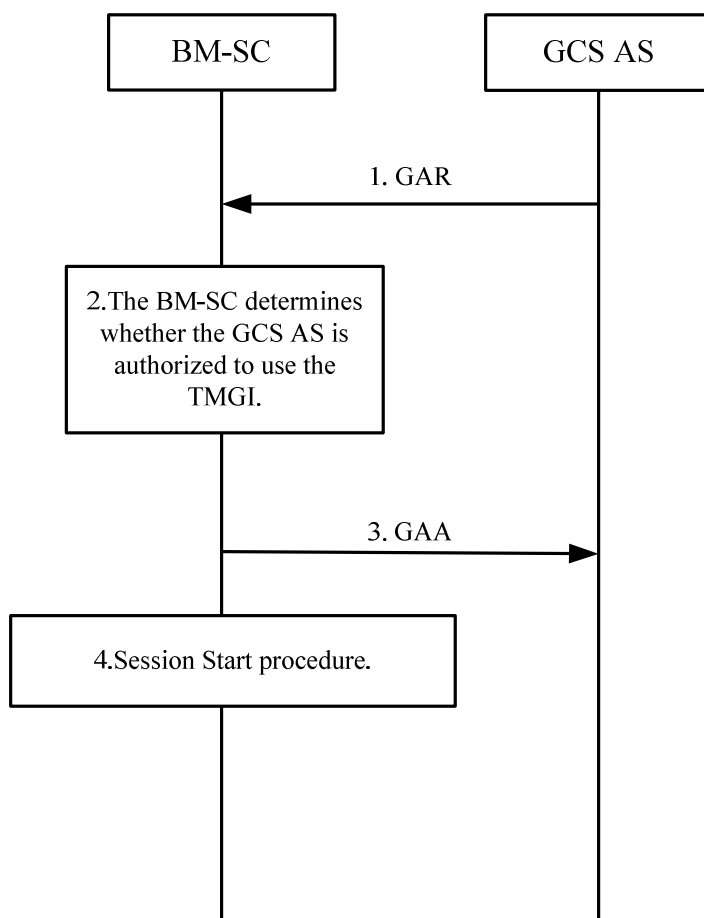 BM-SC
GCS AS
1. GAR
2.The BM-SC determines
whether the GCS AS is
authorized to use the
TMGI.
3. GAA
4.Session Start procedure.